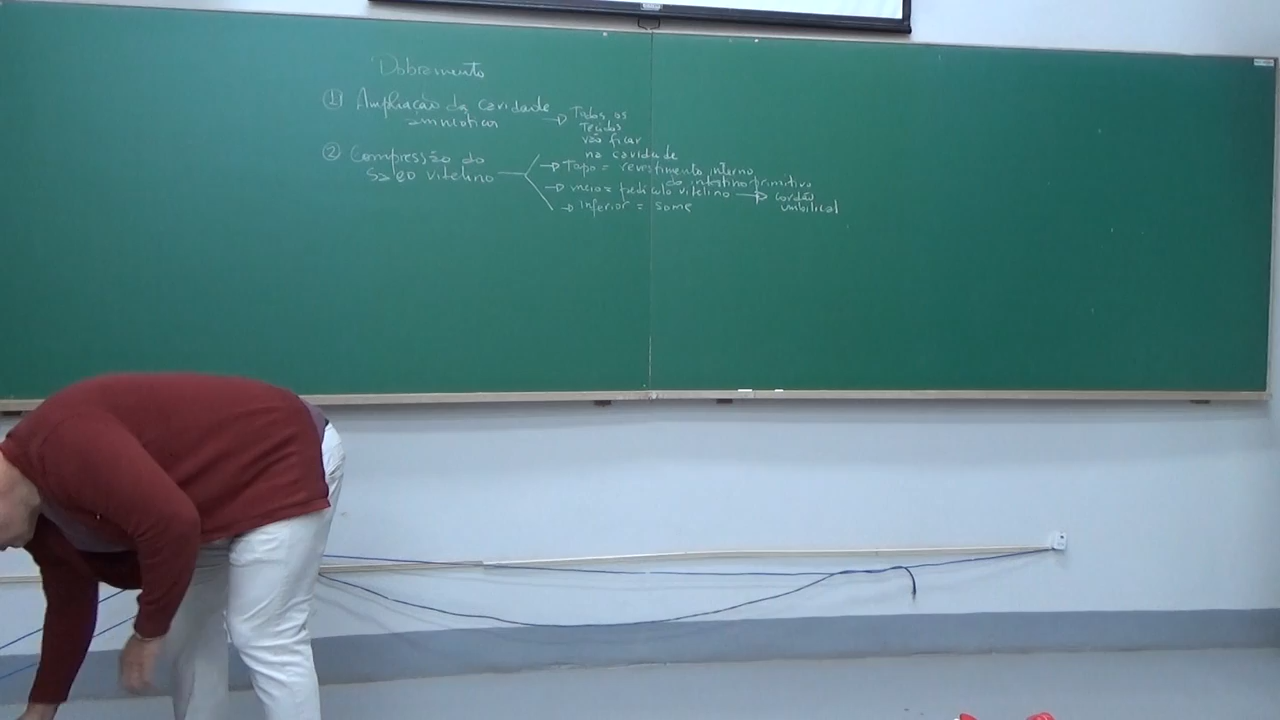 Dobramento
① Ampliação da cavidade
amniótica → Todos os
tecidos
vão ficar
na cavidade
② Compressão do
saco vitelino
→ Topo = revestimento interno
do intestino primitivo
→ meio = pedículo vitelino → cordão
umbilical
→ inferior = some